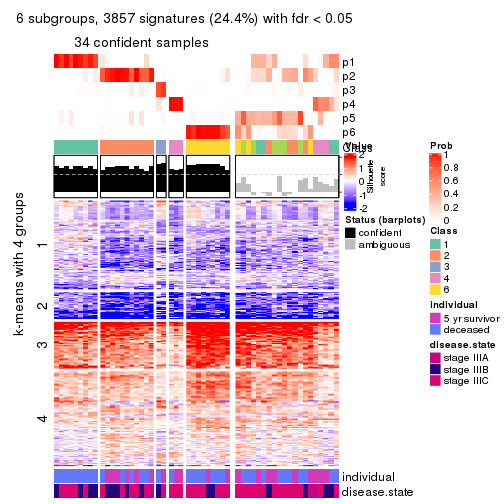 6 subgroups, 3857 signatures (24.4%) with fdr < 0.05
34 confident samples
p1
p2
p3
p4
p5
p6
Class
k-means with 4 groups
1
2
3
4
Silhouette
score
Value
2
1
0
-1
-2
Status (barplots)
confident
ambiguous
Prob
1
0.8
0.6
0.4
0.2
0
Class
1
2
3
4
6
individual
5 yr survivor
deceased
disease.state
stage IIIA
stage IIIB
stage IIIC
individual
disease.state